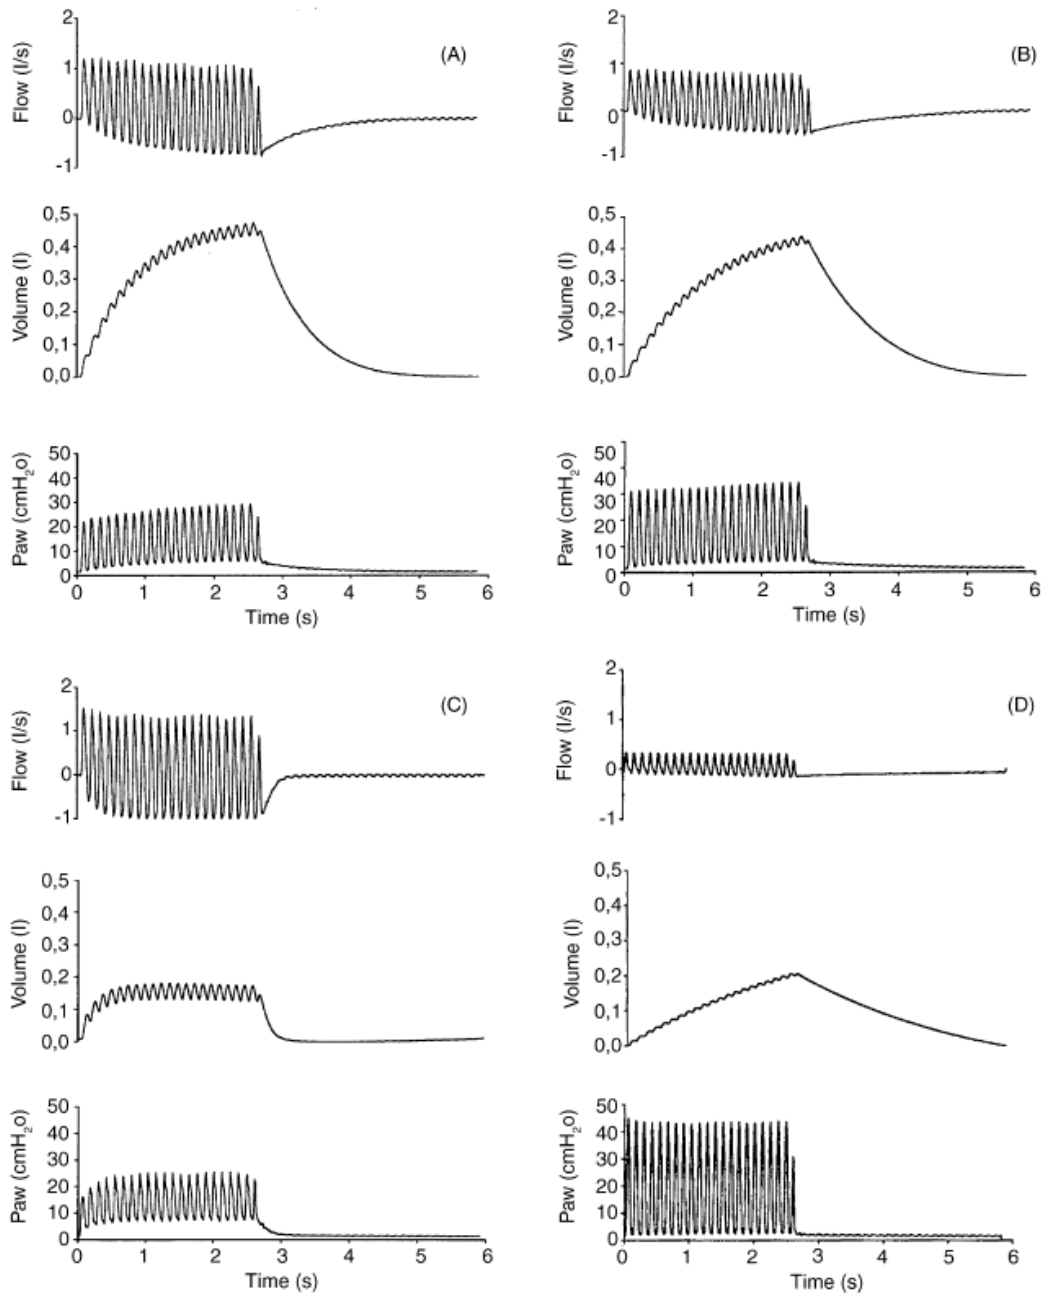 2
1
0
-1
Flow (l/s)
(A)
2
1
0
-1
Flow (l/s)
(B)
0,5
0,4
0,3
0,2
0,1
0,0
Volume (l)
0,5
0,4
0,3
0,2
0,1
0,0
Volume (l)
50
40
30
20
10
0
Paw (cmH₂o)
0 1 2 3 4 5 6
Time (s)
50
40
30
20
10
0
Paw (cmH₂o)
0 1 2 3 4 5 6
Time (s)
2
1
0
-1
Flow (l/s)
(C)
2
1
0
-1
Flow (l/s)
(D)
0,5
0,4
0,3
0,2
0,1
0,0
Volume (l)
0,5
0,4
0,3
0,2
0,1
0,0
Volume (l)
50
40
30
20
10
0
Paw (cmH₂o)
0 1 2 3 4 5 6
Time (s)
50
40
30
20
10
0
Paw (cmH₂o)
0 1 2 3 4 5 6
Time (s)